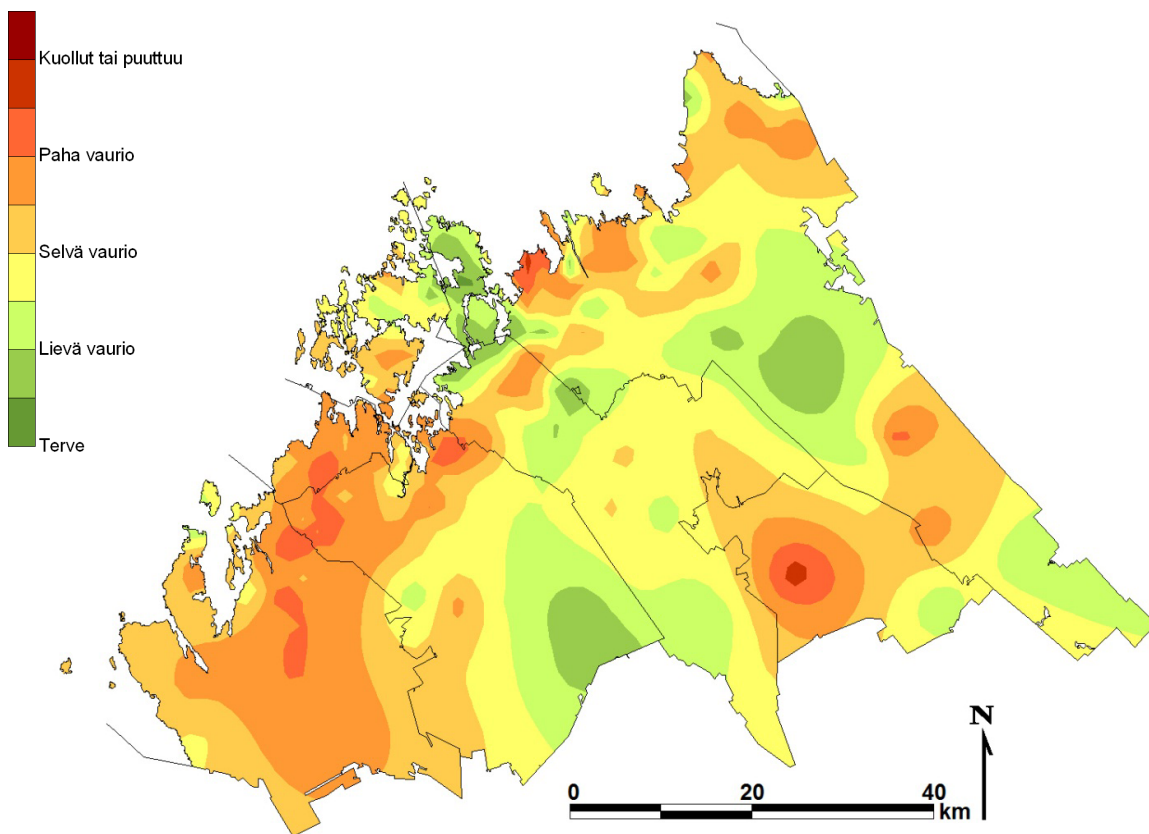 Kuollut tai puuttuu
Paha vaurio
Selvä vaurio
Lievä vaurio
Terve
N
0 20 40
km